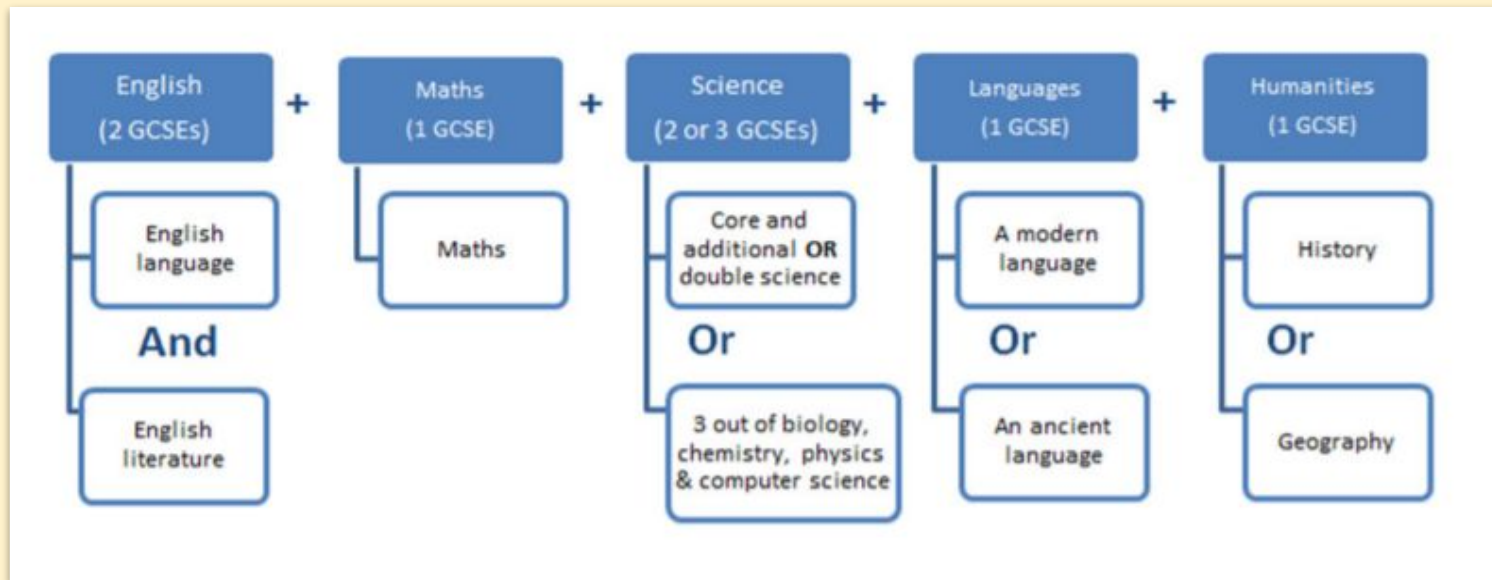 English
(2 GCSEs)
+
Maths
(1 GCSE)
+
Science
(2 or 3 GCSEs)
+
Languages
(1 GCSE)
+
Humanities
(1 GCSE)
English
language
And
English
literature
Maths
Core and
additional OR
double science
Or
3 out of biology,
chemistry, physics
& computer science
A modern
language
Or
An ancient
language
History
Or
Geography